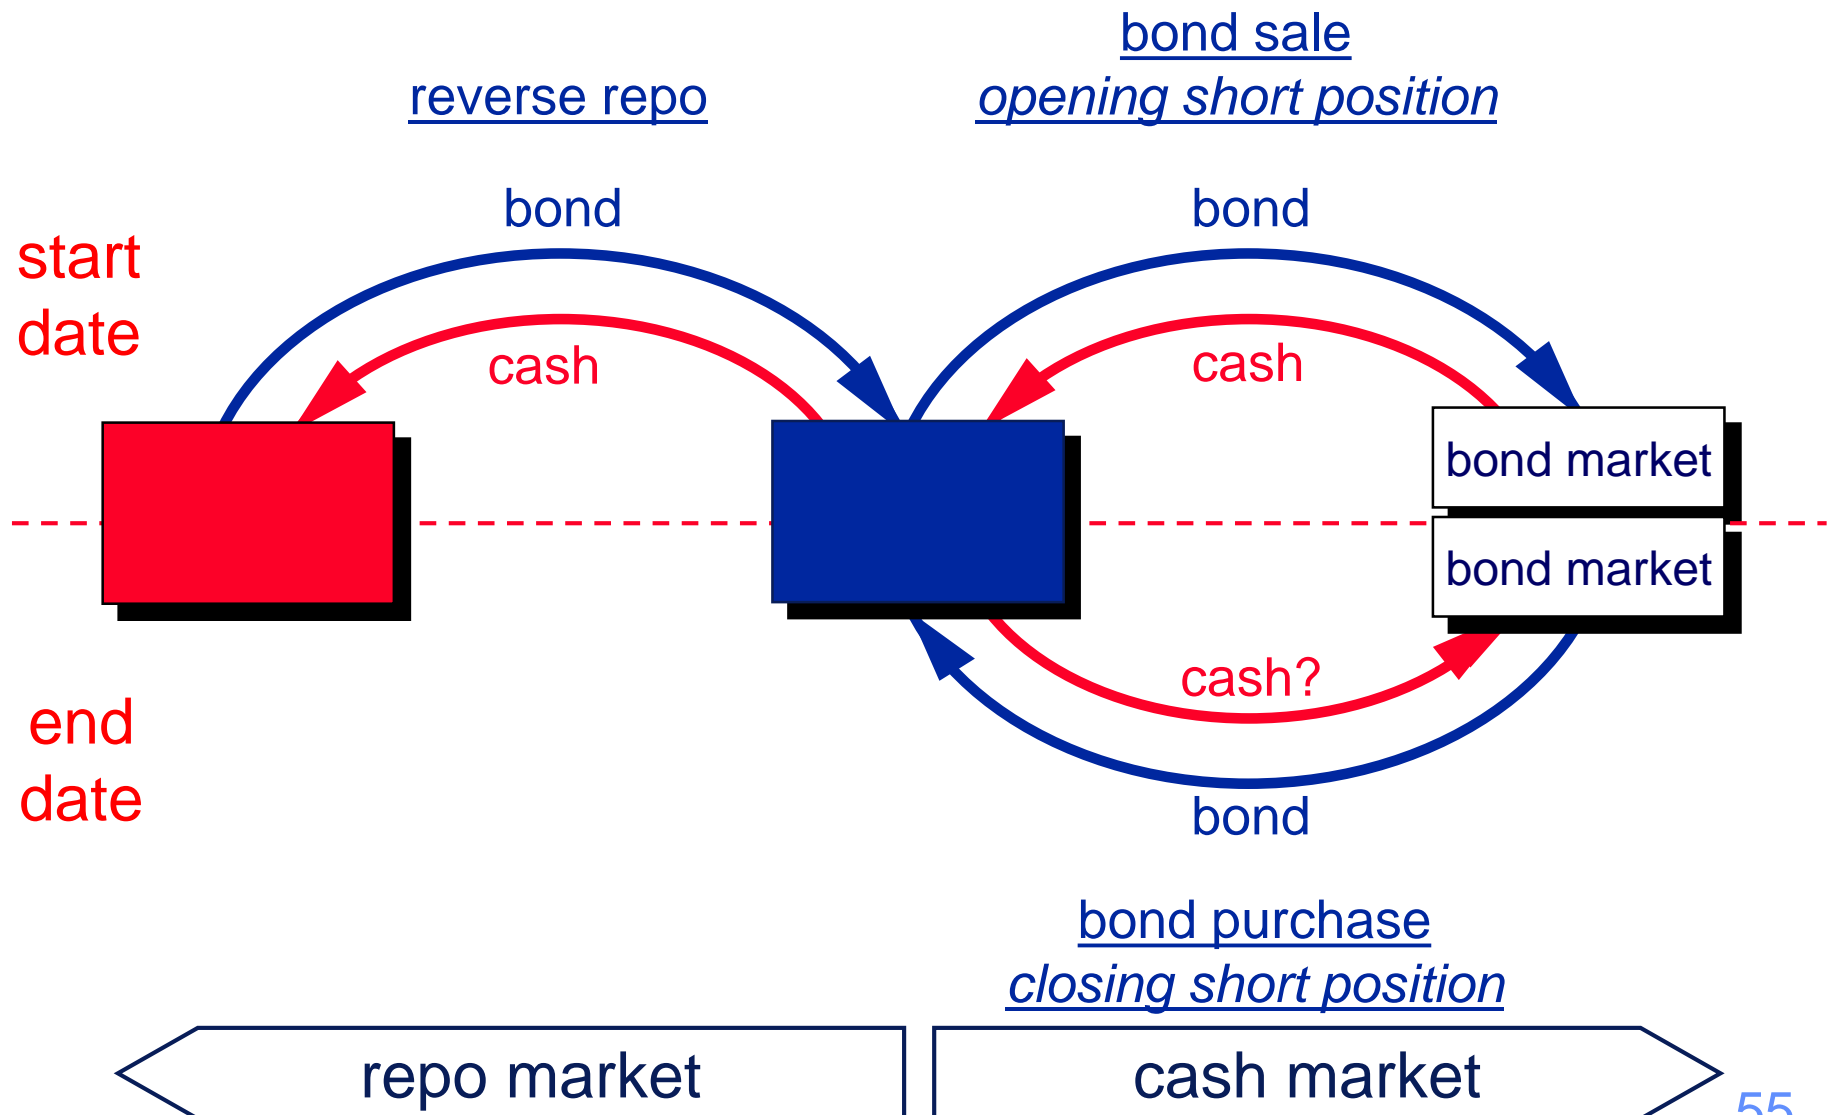 bond sale
reverse repo
opening short position
bond
bond
start
date
cash
cash
bond market
bond market
cash?
end
date
bond
bond purchase
closing short position
repo market
cash market
55